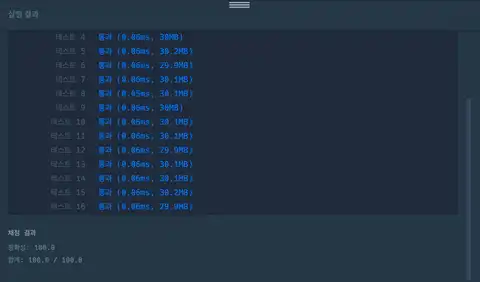 실행 결과
테스트 4 통과 (0.06ms, 30MB)
테스트 5 통과 (0.06ms, 30.2MB)
테스트 6 통과 (0.06ms, 29.9MB)
테스트 7 통과 (0.06ms, 30.1MB)
테스트 8 통과 (0.05ms, 30.1MB)
테스트 9 통과 (0.06ms, 30MB)
테스트 10 통과 (0.06ms, 30.1MB)
테스트 11 통과 (0.06ms, 30.1MB)
테스트 12 통과 (0.06ms, 29.9MB)
테스트 13 통과 (0.06ms, 30.1MB)
테스트 14 통과 (0.06ms, 30.1MB)
테스트 15 통과 (0.06ms, 30.2MB)
테스트 16 통과 (0.06ms, 29.8MB)
채점 결과
정확성: 100.0
합계: 100.0 / 100.0